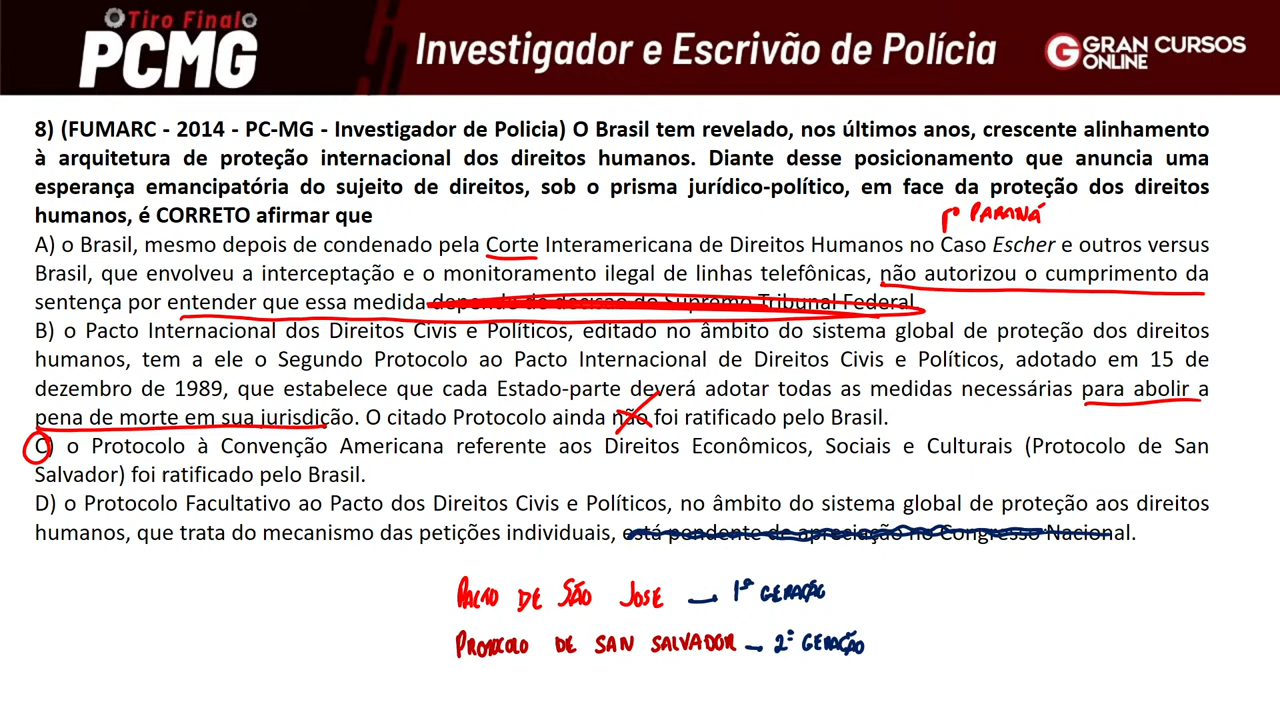 Tiro Final
PCMG
Investigador e Escrivão de Polícia
G GRAN CURSOS
ONLINE
8) (FUMARC - 2014 - PC-MG - Investigador de Policia) O Brasil tem revelado, nos últimos anos, crescente alinhamento
à arquitetura de proteção internacional dos direitos humanos. Diante desse posicionamento que anuncia uma
esperança emancipatória do sujeito de direitos, sob o prisma jurídico-político, em face da proteção dos direitos
humanos, é CORRETO afirmar que
PARANÁ
A) o Brasil, mesmo depois de condenado pela Corte Interamericana de Direitos Humanos no Caso Escher e outros versus
Brasil, que envolveu a interceptação e o monitoramento ilegal de linhas telefônicas, não autorizou o cumprimento da
sentença por entender que essa medida depende de decisão do Supremo Tribunal Federal.
B) o Pacto Internacional dos Direitos Civis e Políticos, editado no âmbito do sistema global de proteção dos direitos
humanos, tem a ele o Segundo Protocolo ao Pacto Internacional de Direitos Civis e Políticos, adotado em 15 de
dezembro de 1989, que estabelece que cada Estado-parte deverá adotar todas as medidas necessárias para abolir a
pena de morte em sua jurisdição. O citado Protocolo ainda não foi ratificado pelo Brasil.
C) o Protocolo à Convenção Americana referente aos Direitos Econômicos, Sociais e Culturais (Protocolo de San
Salvador) foi ratificado pelo Brasil.
D) o Protocolo Facultativo ao Pacto dos Direitos Civis e Políticos, no âmbito do sistema global de proteção aos direitos
humanos, que trata do mecanismo das petições individuais, está pendente de apreciação no Congresso Nacional.
PACTO DE SÃO JOSE — 1ª GERAÇÃO
PROTOCOLO DE SAN SALVADOR — 2ª GERAÇÃO